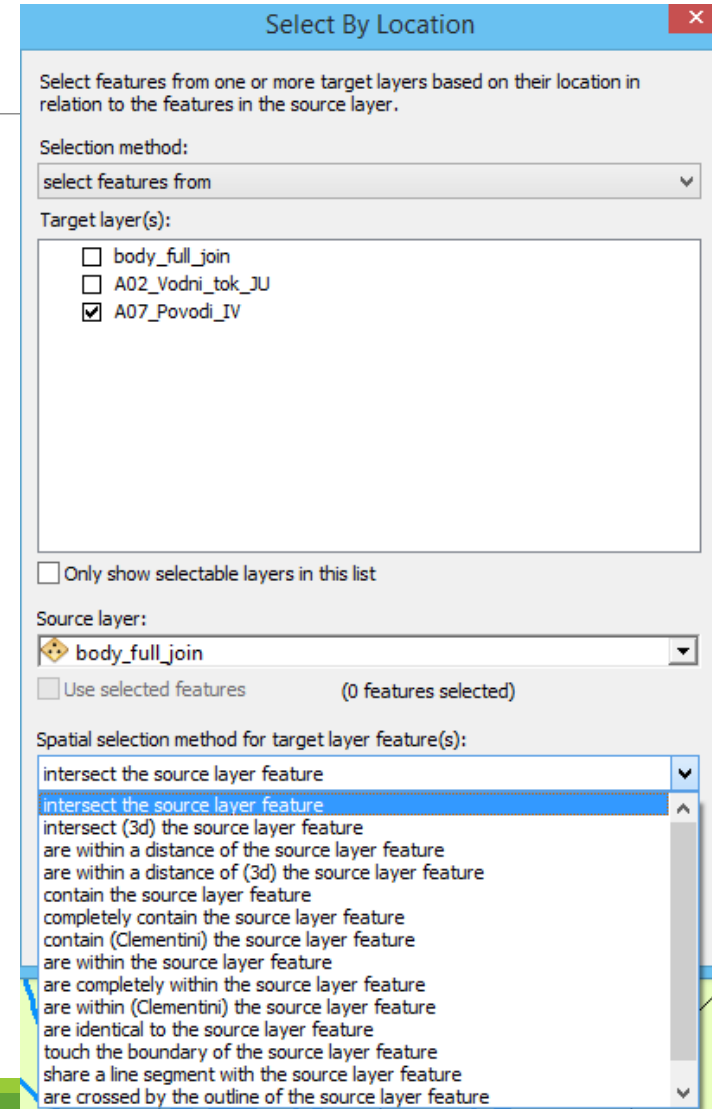 Select By Location
Select features from one or more target layers based on their location in
relation to the features in the source layer.
Selection method:
select features from
Target layer(s):
body_full_join
A02_Vodni_tok_JU
A07_Povodi_IV
Only show selectable layers in this list
Source layer:
body_full_join
Use selected features (0 features selected)
Spatial selection method for target layer feature(s):
intersect the source layer feature
intersect the source layer feature
intersect (3d) the source layer feature
are within a distance of the source layer feature
are within a distance of (3d) the source layer feature
contain the source layer feature
completely contain the source layer feature
contain (Clementini) the source layer feature
are within the source layer feature
are completely within the source layer feature
are within (Clementini) the source layer feature
are identical to the source layer feature
touch the boundary of the source layer feature
share a line segment with the source layer feature
are crossed by the outline of the source layer feature